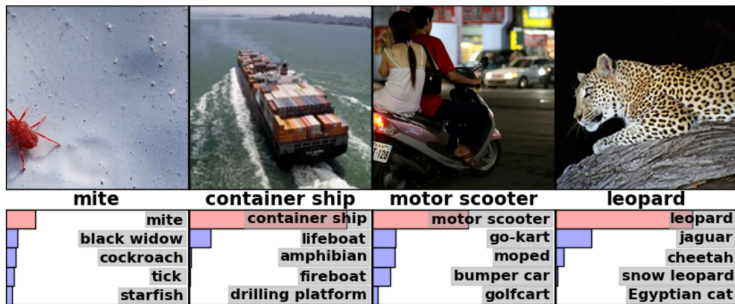 mite
container ship
motor scooter
leopard
mite
black widow
cockroach
tick
starfish
container ship
lifeboat
amphibian
fireboat
drilling platform
motor scooter
go-kart
moped
bumper car
golfcart
leopard
jaguar
cheetah
snow leopard
Egyptian cat